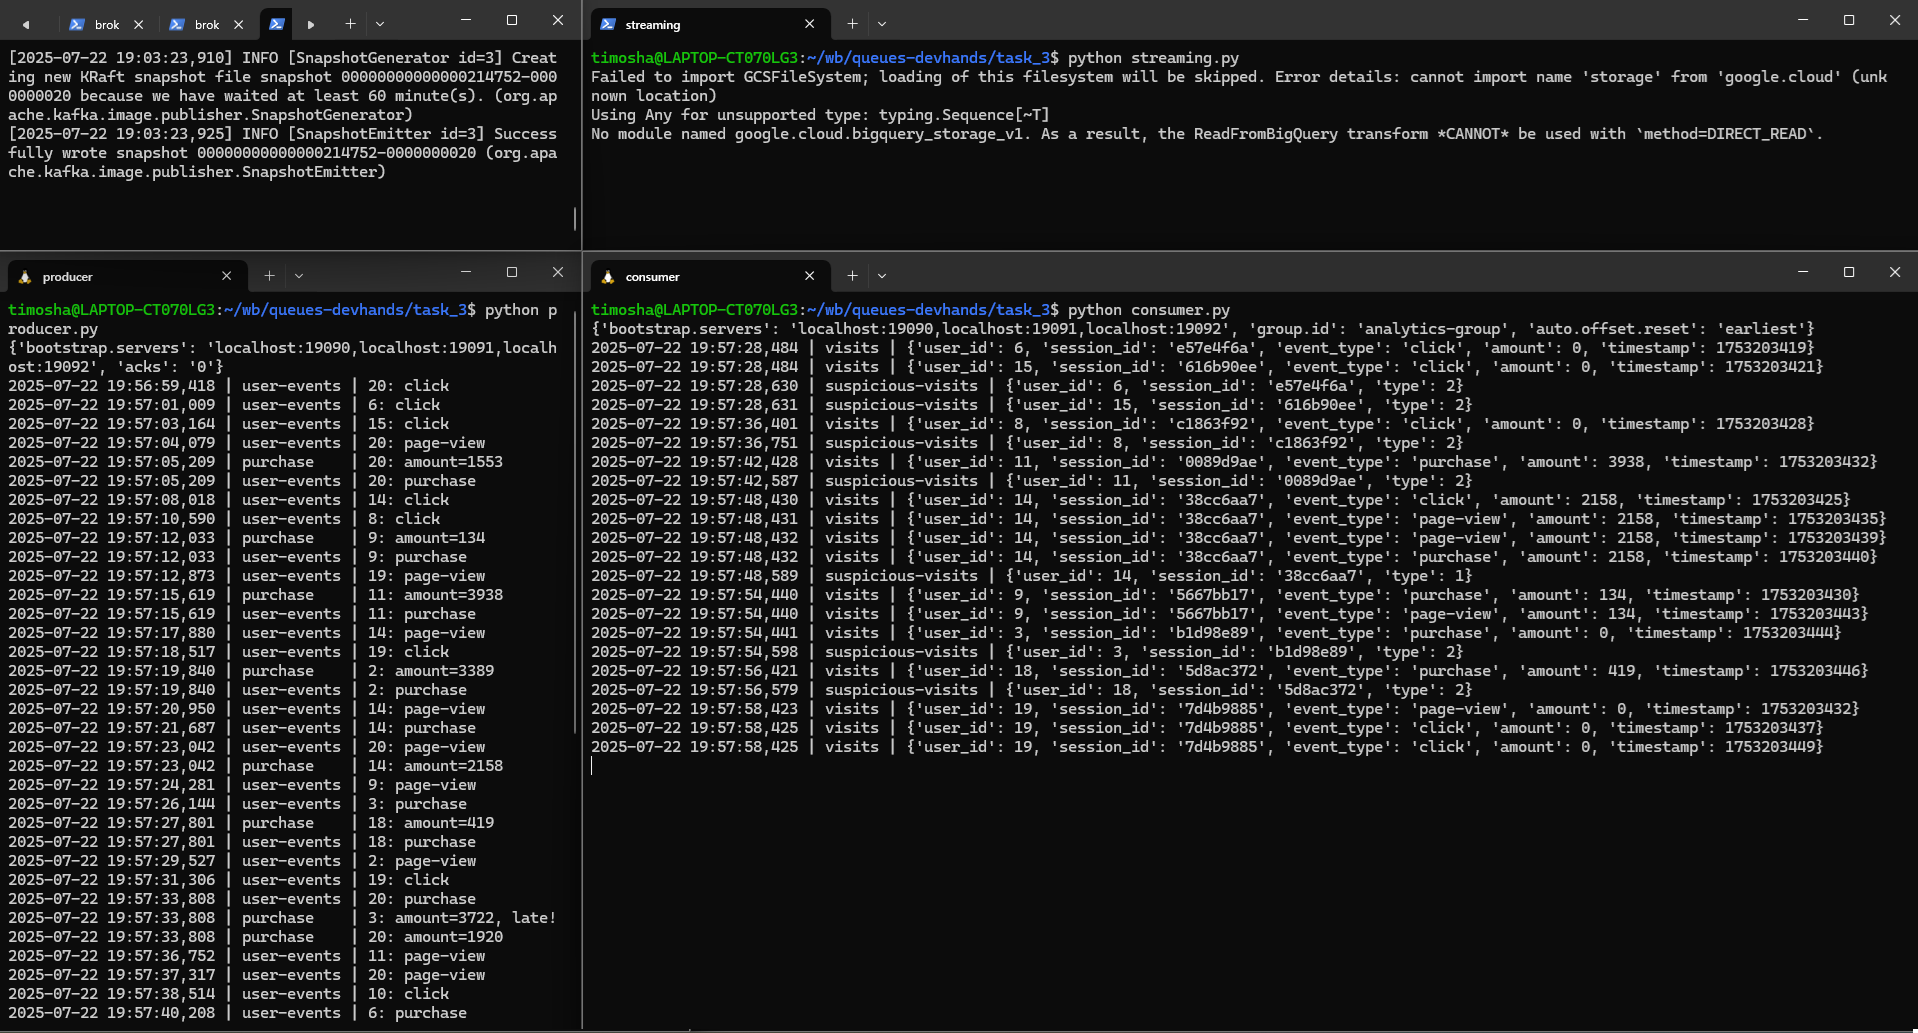 brok
brok
[2025-07-22 19:03:23,910] INFO [SnapshotGenerator id=3] Creat
ing new KRaft snapshot file snapshot 00000000000000214752-000
0000020 because we have waited at least 60 minute(s). (org.ap
ache.kafka.image.publisher.SnapshotGenerator)
[2025-07-22 19:03:23,925] INFO [SnapshotEmitter id=3] Success
fully wrote snapshot 00000000000000214752-0000000020 (org.apa
che.kafka.image.publisher.SnapshotEmitter)
streaming
timosha@LAPTOP-CT070LG3:~/wb/queues-devhands/task_3$ python streaming.py
Failed to import GCSFileSystem; loading of this filesystem will be skipped. Error details: cannot import name 'storage' from 'google.cloud' (unk
nown location)
Using Any for unsupported type: typing.Sequence[~T]
No module named google.cloud.bigquery_storage_v1. As a result, the ReadFromBigQuery transform *CANNOT* be used with `method=DIRECT_READ`.
producer
timosha@LAPTOP-CT070LG3:~/wb/queues-devhands/task_3$ python p
roducer.py
{'bootstrap.servers': 'localhost:19090,localhost:19091,localh
ost:19092', 'acks': '0'}
2025-07-22 19:56:59,418 | user-events | 20: click
2025-07-22 19:57:01,009 | user-events | 6: click
2025-07-22 19:57:03,164 | user-events | 15: click
2025-07-22 19:57:04,079 | user-events | 20: page-view
2025-07-22 19:57:05,209 | purchase    | 20: amount=1553
2025-07-22 19:57:05,209 | user-events | 20: purchase
2025-07-22 19:57:08,018 | user-events | 14: click
2025-07-22 19:57:10,590 | user-events | 8: click
2025-07-22 19:57:12,033 | purchase    | 9: amount=134
2025-07-22 19:57:12,033 | user-events | 9: purchase
2025-07-22 19:57:12,873 | user-events | 19: page-view
2025-07-22 19:57:15,619 | purchase    | 11: amount=3938
2025-07-22 19:57:15,619 | user-events | 11: purchase
2025-07-22 19:57:17,880 | user-events | 14: page-view
2025-07-22 19:57:18,517 | user-events | 19: click
2025-07-22 19:57:19,840 | purchase    | 2: amount=3389
2025-07-22 19:57:19,840 | user-events | 2: purchase
2025-07-22 19:57:20,950 | user-events | 14: page-view
2025-07-22 19:57:21,687 | user-events | 14: purchase
2025-07-22 19:57:23,042 | user-events | 20: page-view
2025-07-22 19:57:23,042 | purchase    | 14: amount=2158
2025-07-22 19:57:24,281 | user-events | 9: page-view
2025-07-22 19:57:26,144 | user-events | 3: purchase
2025-07-22 19:57:27,801 | purchase    | 18: amount=419
2025-07-22 19:57:27,801 | user-events | 18: purchase
2025-07-22 19:57:29,527 | user-events | 2: page-view
2025-07-22 19:57:31,306 | user-events | 19: click
2025-07-22 19:57:33,808 | user-events | 20: purchase
2025-07-22 19:57:33,808 | purchase    | 3: amount=3722, late!
2025-07-22 19:57:33,808 | purchase    | 20: amount=1920
2025-07-22 19:57:36,752 | user-events | 11: page-view
2025-07-22 19:57:37,317 | user-events | 20: page-view
2025-07-22 19:57:38,514 | user-events | 10: click
2025-07-22 19:57:40,208 | user-events | 6: purchase
consumer
timosha@LAPTOP-CT070LG3:~/wb/queues-devhands/task_3$ python consumer.py
{'bootstrap.servers': 'localhost:19090,localhost:19091,localhost:19092', 'group.id': 'analytics-group', 'auto.offset.reset': 'earliest'}
2025-07-22 19:57:28,484 | visits | {'user_id': 6, 'session_id': 'e57e4f6a', 'event_type': 'click', 'amount': 0, 'timestamp': 1753203419}
2025-07-22 19:57:28,484 | visits | {'user_id': 15, 'session_id': '616b90ee', 'event_type': 'click', 'amount': 0, 'timestamp': 1753203421}
2025-07-22 19:57:28,630 | suspicious-visits | {'user_id': 6, 'session_id': 'e57e4f6a', 'type': 2}
2025-07-22 19:57:28,631 | suspicious-visits | {'user_id': 15, 'session_id': '616b90ee', 'type': 2}
2025-07-22 19:57:36,401 | visits | {'user_id': 8, 'session_id': 'c1863f92', 'event_type': 'click', 'amount': 0, 'timestamp': 1753203428}
2025-07-22 19:57:36,751 | suspicious-visits | {'user_id': 8, 'session_id': 'c1863f92', 'type': 2}
2025-07-22 19:57:42,428 | visits | {'user_id': 11, 'session_id': '0089d9ae', 'event_type': 'purchase', 'amount': 3938, 'timestamp': 1753203432}
2025-07-22 19:57:42,587 | suspicious-visits | {'user_id': 11, 'session_id': '0089d9ae', 'type': 2}
2025-07-22 19:57:48,430 | visits | {'user_id': 14, 'session_id': '38cc6aa7', 'event_type': 'click', 'amount': 2158, 'timestamp': 1753203425}
2025-07-22 19:57:48,431 | visits | {'user_id': 14, 'session_id': '38cc6aa7', 'event_type': 'page-view', 'amount': 2158, 'timestamp': 1753203435}
2025-07-22 19:57:48,432 | visits | {'user_id': 14, 'session_id': '38cc6aa7', 'event_type': 'page-view', 'amount': 2158, 'timestamp': 1753203439}
2025-07-22 19:57:48,432 | visits | {'user_id': 14, 'session_id': '38cc6aa7', 'event_type': 'purchase', 'amount': 2158, 'timestamp': 1753203440}
2025-07-22 19:57:48,589 | suspicious-visits | {'user_id': 14, 'session_id': '38cc6aa7', 'type': 1}
2025-07-22 19:57:54,440 | visits | {'user_id': 9, 'session_id': '5667bb17', 'event_type': 'purchase', 'amount': 134, 'timestamp': 1753203430}
2025-07-22 19:57:54,440 | visits | {'user_id': 9, 'session_id': '5667bb17', 'event_type': 'page-view', 'amount': 134, 'timestamp': 1753203443}
2025-07-22 19:57:54,441 | visits | {'user_id': 3, 'session_id': 'b1d98e89', 'event_type': 'purchase', 'amount': 0, 'timestamp': 1753203444}
2025-07-22 19:57:54,598 | suspicious-visits | {'user_id': 3, 'session_id': 'b1d98e89', 'type': 2}
2025-07-22 19:57:56,421 | visits | {'user_id': 18, 'session_id': '5d8ac372', 'event_type': 'purchase', 'amount': 419, 'timestamp': 1753203446}
2025-07-22 19:57:56,579 | suspicious-visits | {'user_id': 18, 'session_id': '5d8ac372', 'type': 2}
2025-07-22 19:57:58,423 | visits | {'user_id': 19, 'session_id': '7d4b9885', 'event_type': 'page-view', 'amount': 0, 'timestamp': 1753203432}
2025-07-22 19:57:58,425 | visits | {'user_id': 19, 'session_id': '7d4b9885', 'event_type': 'click', 'amount': 0, 'timestamp': 1753203437}
2025-07-22 19:57:58,425 | visits | {'user_id': 19, 'session_id': '7d4b9885', 'event_type': 'click', 'amount': 0, 'timestamp': 1753203449}